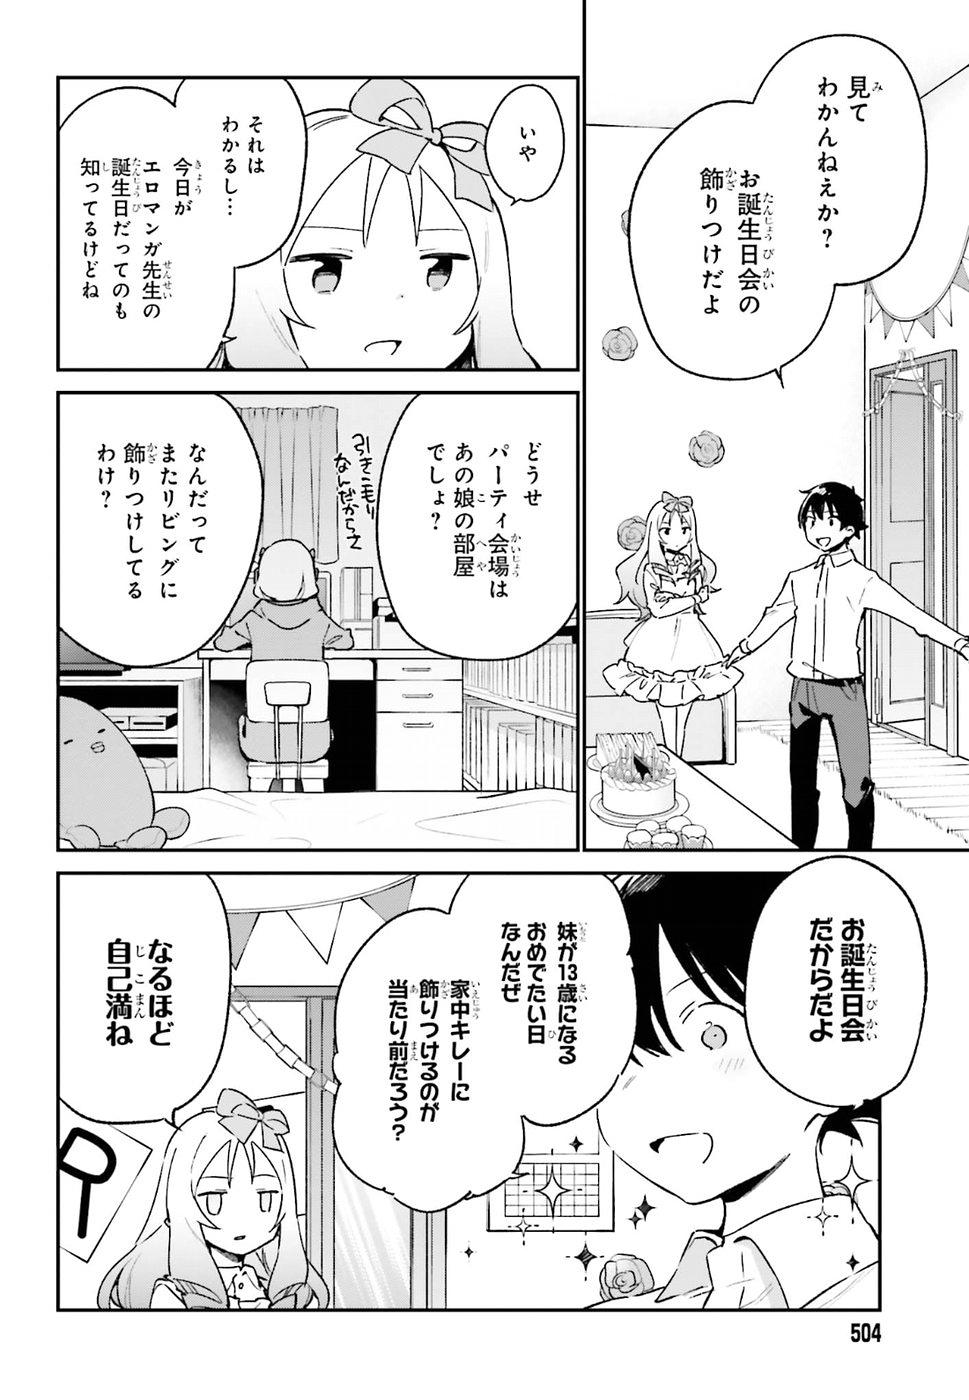 見て
わかんねえか？
お誕生日会の
飾りつけだよ
いや
それは
わかるし…
今日が
エロマンガ先生の
誕生日だってのも
知ってるけどね
どうせ
パーティ会場は
あの娘の部屋
でしょ？
引きこもり
なんだからさ
なんだって
またリビングに
飾りつけしてる
わけ？
お誕生日会
だからだよ
妹が13歳になる
おめでたい日
なんだぜ
家中キレーに
飾りつけるのが
当たり前だろう？
なるほど
自己満ね
504